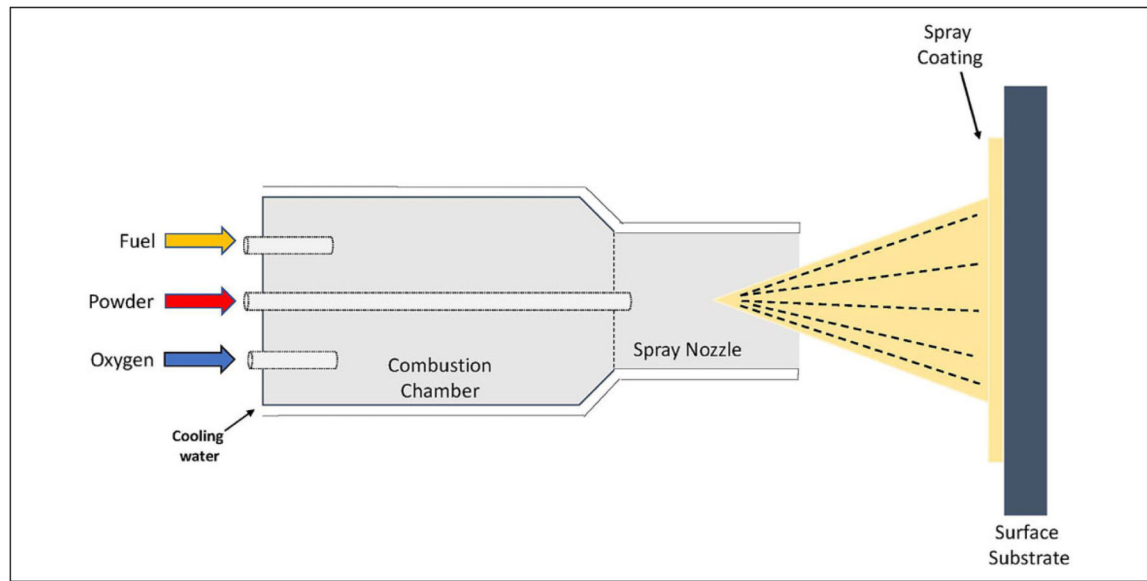 Spray
Coating
Fuel
Powder
Oxygen
Combustion
Chamber
Spray Nozzle
Cooling
water
Surface
Substrate